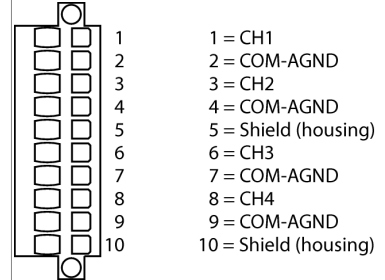 1 1 = CH1
2 2 = COM-AGND
3 3 = CH2
4 4 = COM-AGND
5 5 = Shield (housing)
6 6 = CH3
7 7 = COM-AGND
8 8 = CH4
9 9 = COM-AGND
10 10 = Shield (housing)